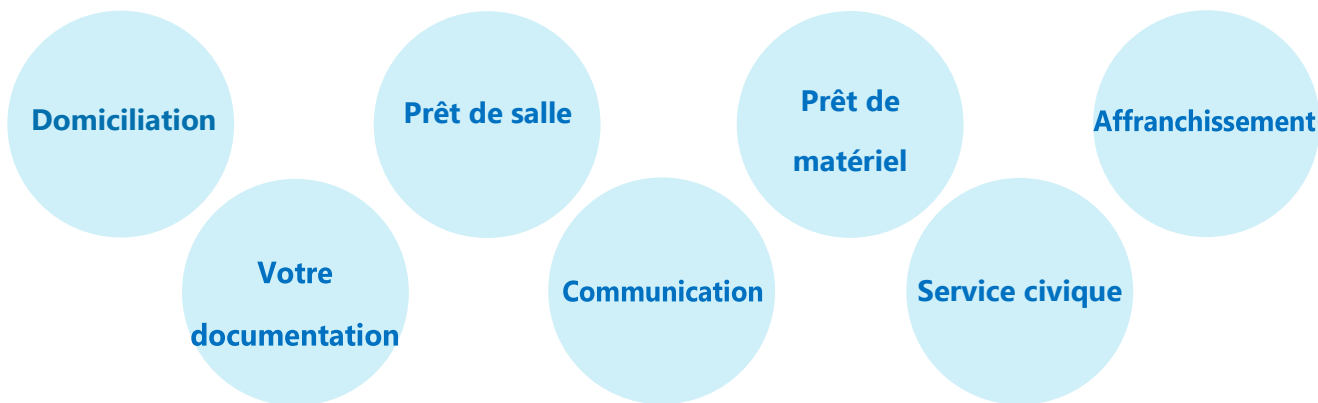 Domiciliation
Prêt de salle
Prêt de
matériel
Affranchissement
Votre
documentation
Communication
Service civique